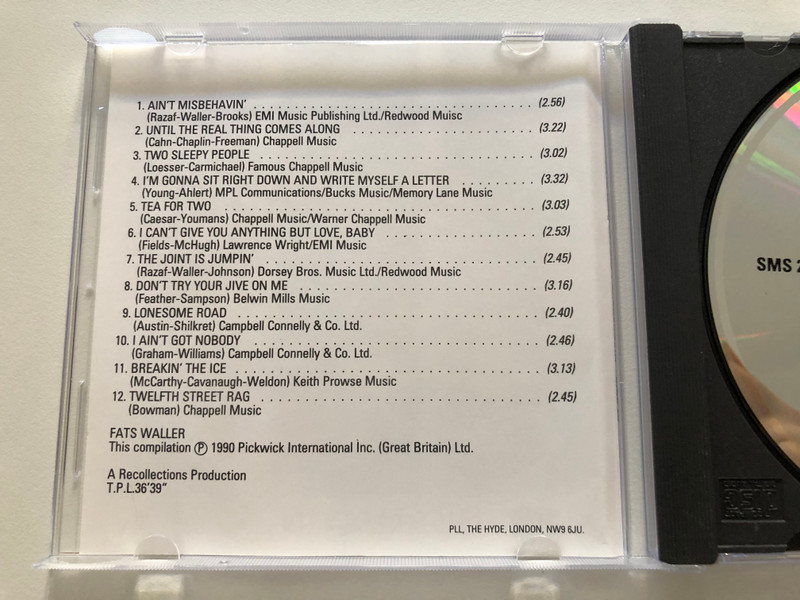 1. AIN'T MISBEHAVIN' . . . . . . . . . . . . . . . . . . . . . . . . . . . . . . (2.56)
(Razaf-Waller-Brooks) EMI Music Publishing Ltd./Redwood Muisc
2. UNTIL THE REAL THING COMES ALONG . . . . . . . . . . . . . . . . . . . . (3.22)
(Cahn-Chaplin-Freeman) Chappell Music
3. TWO SLEEPY PEOPLE . . . . . . . . . . . . . . . . . . . . . . . . . . . . . (3.02)
(Loesser-Carmichael) Famous Chappell Music
4. I'M GONNA SIT RIGHT DOWN AND WRITE MYSELF A LETTER . . . . . . . . (3.32)
(Young-Ahlert) MPL Communications/Bucks Music/Memory Lane Music
5. TEA FOR TWO . . . . . . . . . . . . . . . . . . . . . . . . . . . . . . . . . (3.03)
(Caesar-Youmans) Chappell Music/Warner Chappell Music
6. I CAN'T GIVE YOU ANYTHING BUT LOVE, BABY . . . . . . . . . . . . . . . . (2.53)
(Fields-McHugh) Lawrence Wright/EMI Music
7. THE JOINT IS JUMPIN' . . . . . . . . . . . . . . . . . . . . . . . . . . . . . (2.45)
(Razaf-Waller-Johnson) Dorsey Bros. Music Ltd./Redwood Music
8. DON'T TRY YOUR JIVE ON ME . . . . . . . . . . . . . . . . . . . . . . . . . (3.16)
(Feather-Sampson) Belwin Mills Music
9. LONESOME ROAD . . . . . . . . . . . . . . . . . . . . . . . . . . . . . . . (2.40)
(Austin-Shilkret) Campbell Connelly & Co. Ltd.
10. I AIN'T GOT NOBODY . . . . . . . . . . . . . . . . . . . . . . . . . . . . . (2.46)
(Graham-Williams) Campbell Connelly & Co. Ltd.
11. BREAKIN' THE ICE . . . . . . . . . . . . . . . . . . . . . . . . . . . . . . . (3.13)
(McCarthy-Cavanaugh-Weldon) Keith Prowse Music
12. TWELFTH STREET RAG . . . . . . . . . . . . . . . . . . . . . . . . . . . . (2.45)
(Bowman) Chappell Music
FATS WALLER
This compilation ℗ 1990 Pickwick International Inc. (Great Britain) Ltd.
A Recollections Production
T.P.L.36'39"
PLL, THE HYDE, LONDON, NW9 6JU.
SMS 2